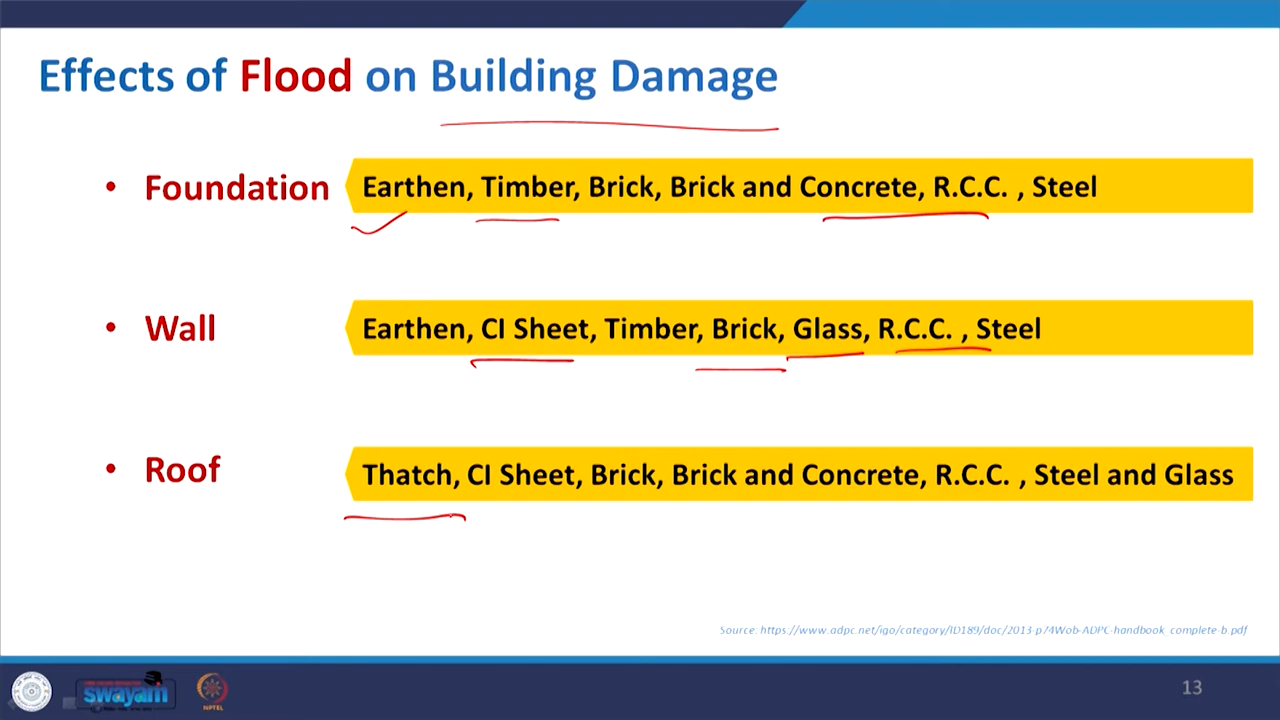 Effects of Flood on Building Damage
• Foundation Earthen, Timber, Brick, Brick and Concrete, R.C.C. , Steel
• Wall Earthen, CI Sheet, Timber, Brick, Glass, R.C.C. , Steel
• Roof Thatch, CI Sheet, Brick, Brick and Concrete, R.C.C. , Steel and Glass
Source: https://www.adpc.net/igo/category/ID189/doc/2013-p74Wob-ADPC-handbook_complete-b.pdf
swayam NPTEL 13